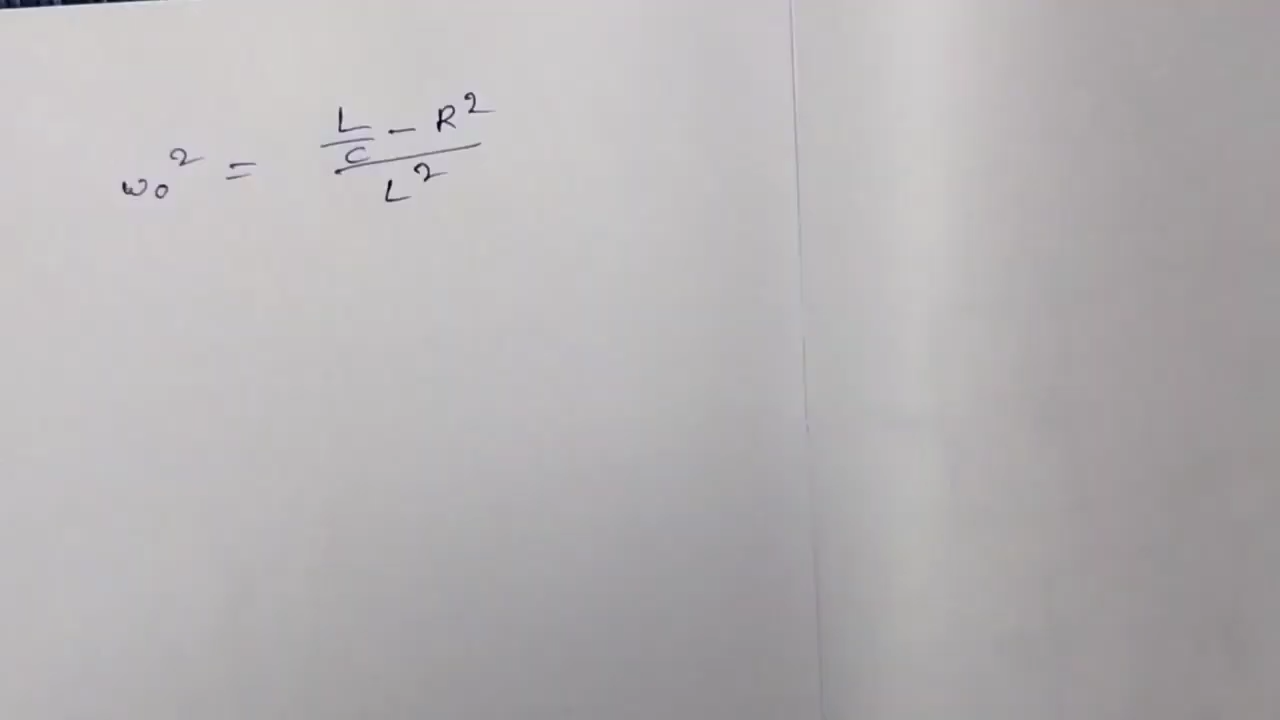 ω₀² = (L/C − R²)/L²